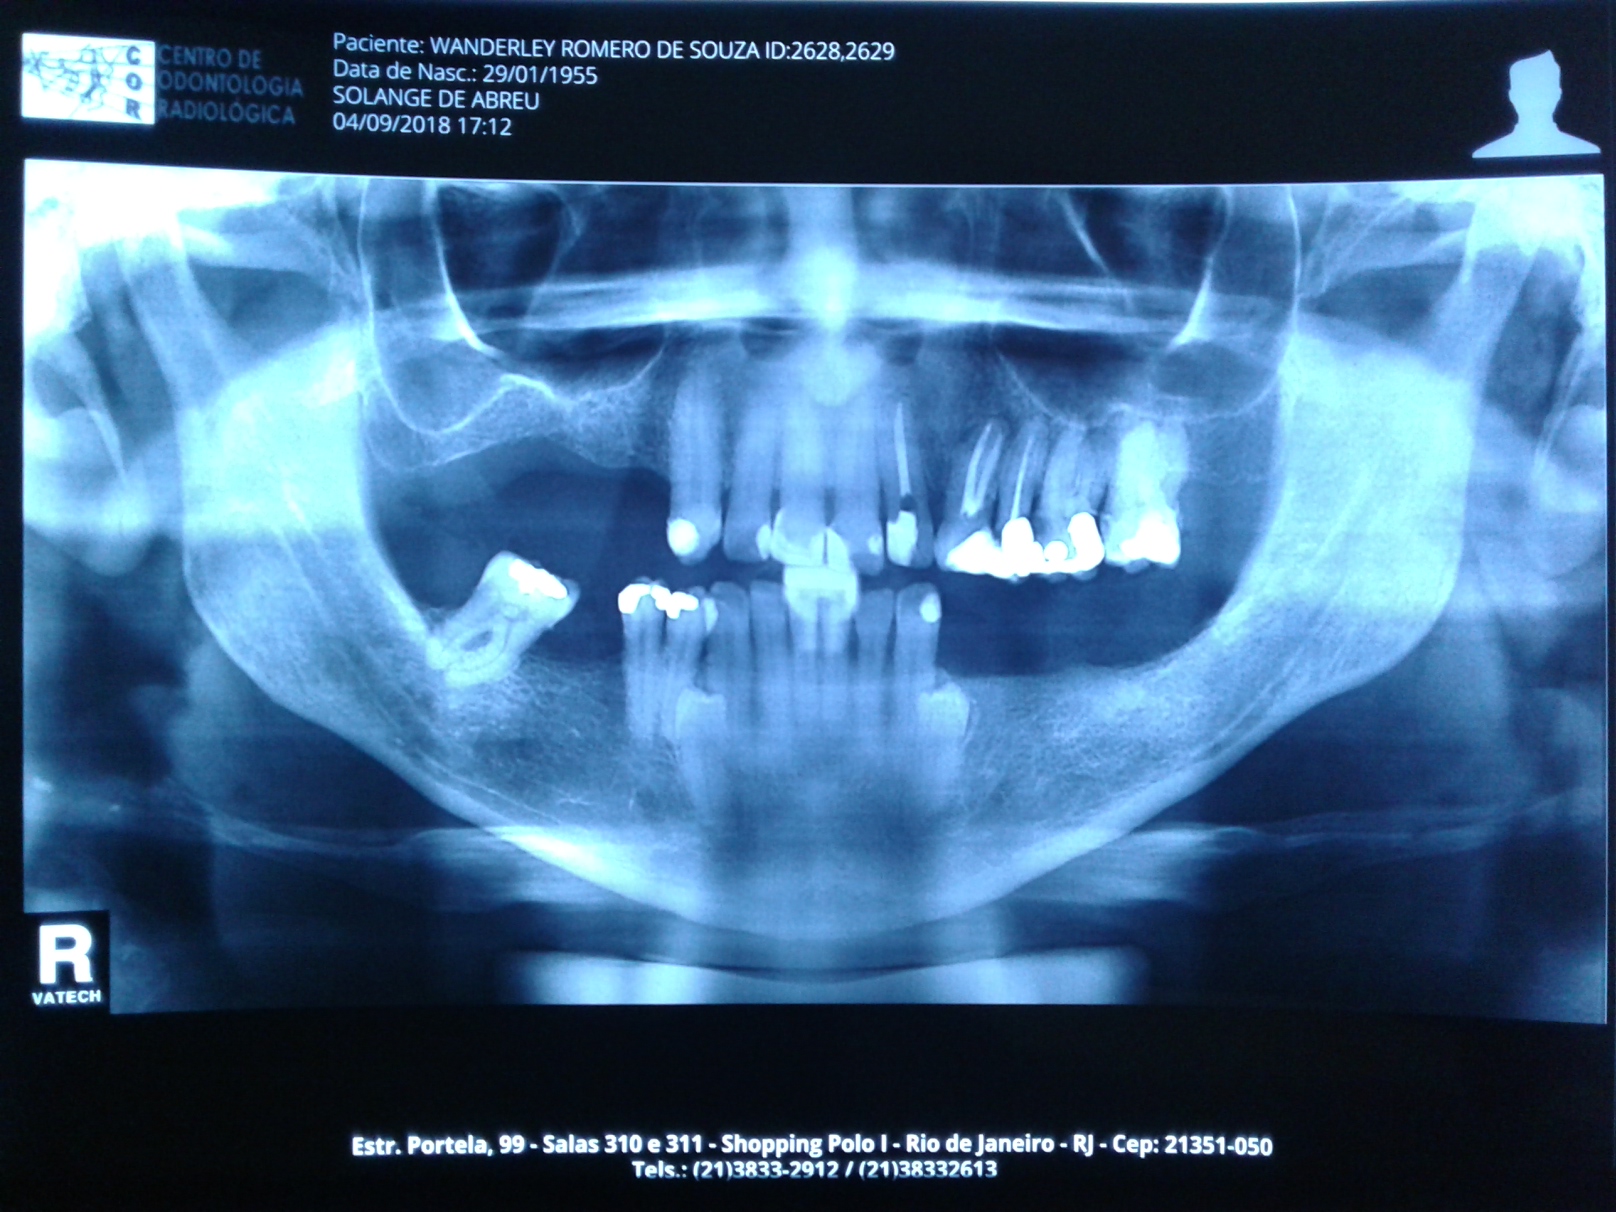 COR
CENTRO DE
ODONTOLOGIA
RADIOLÓGICA
Paciente: WANDERLEY ROMERO DE SOUZA ID:2628,2629
Data de Nasc.: 29/01/1955
SOLANGE DE ABREU
04/09/2018 17:12
R
VATECH
Estr. Portela, 99 - Salas 310 e 311 - Shopping Polo I - Rio de Janeiro - RJ - Cep: 21351-050
Tels.: (21)3833-2912 / (21)38332613